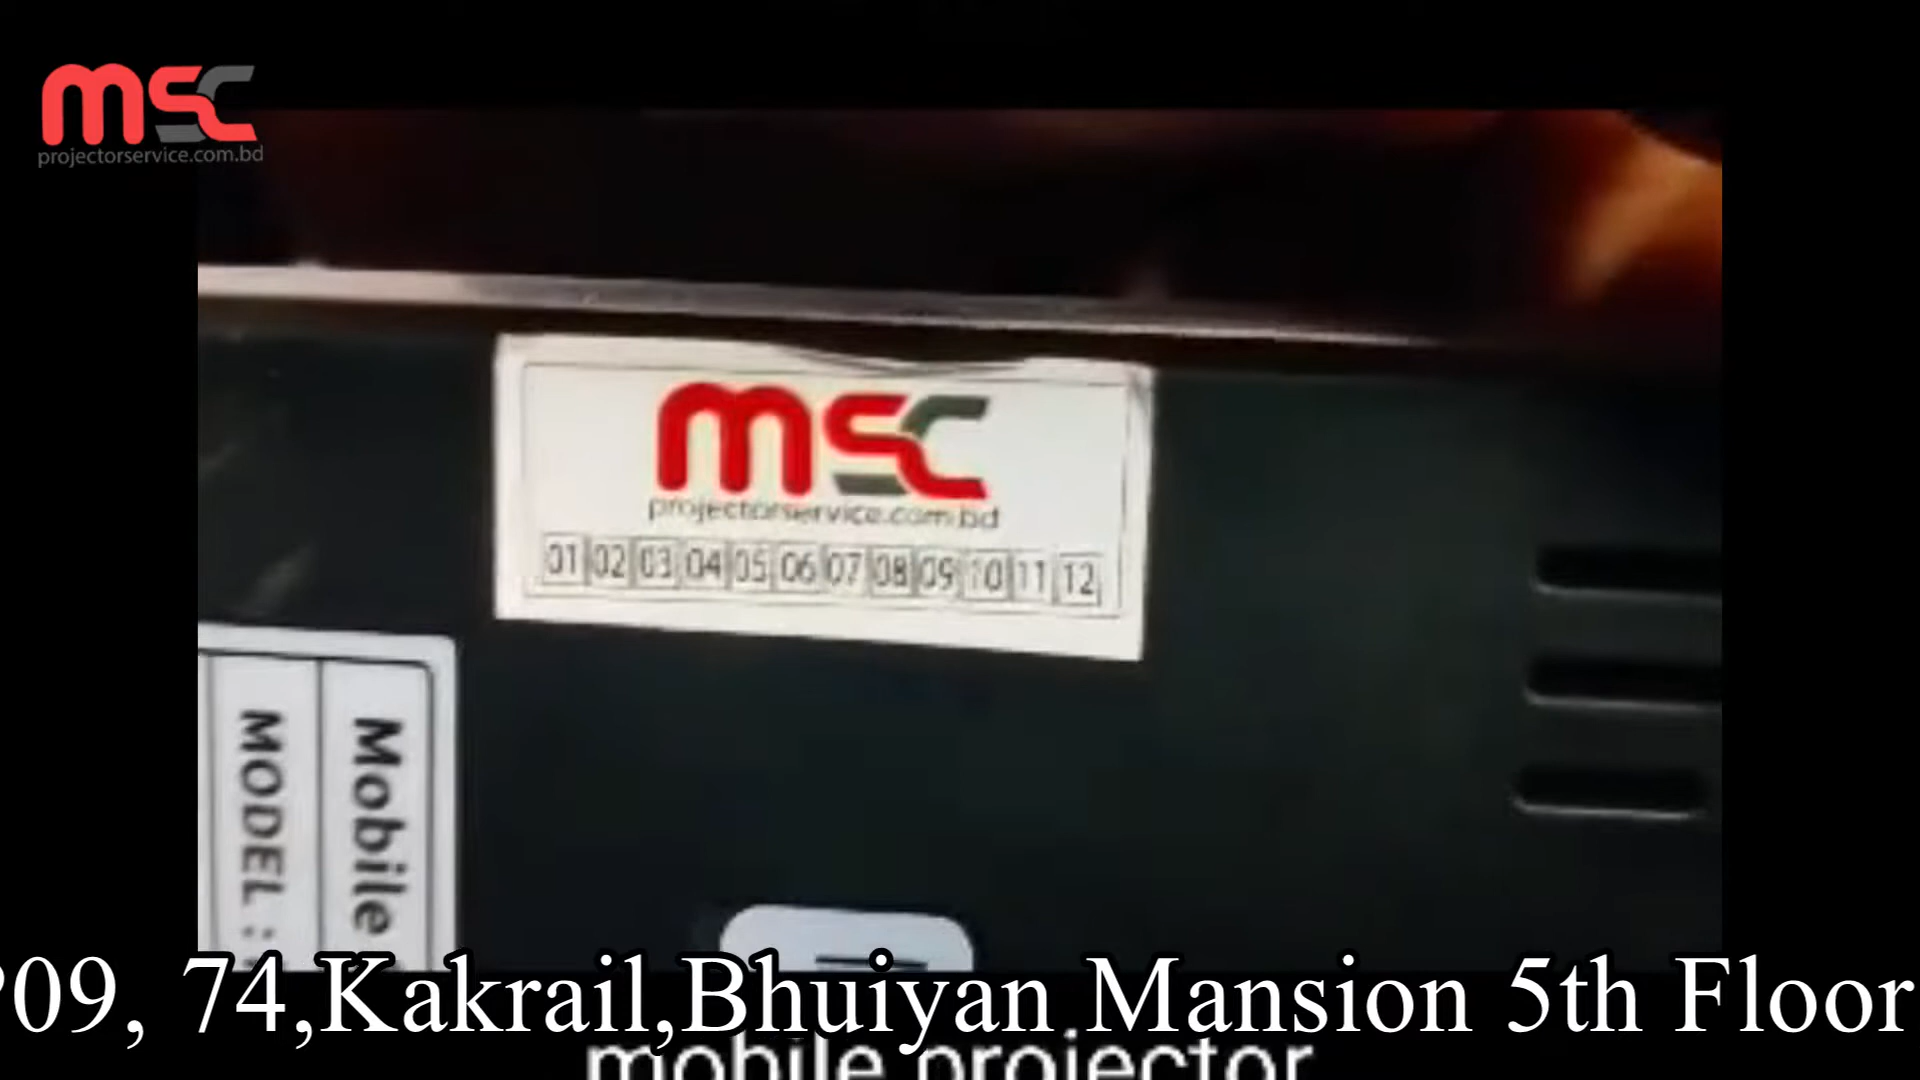 msc
projectorservice.com.bd
msc
projectorservice.com.bd
01 02 03 04 05 06 07 08 09 10 11 12
Mobile
MODEL :
09, 74,Kakrail,Bhuiyan Mansion 5th Floor
mobile projector